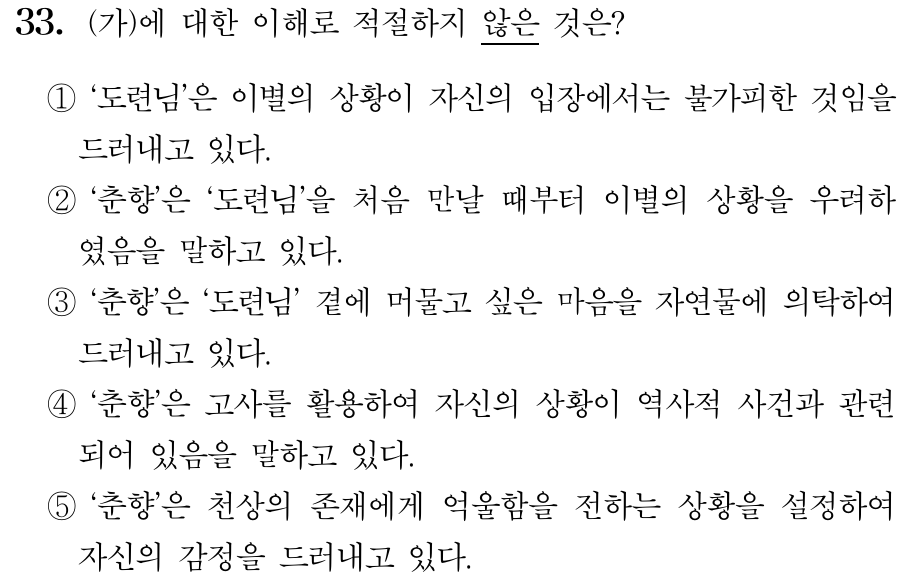 33. (가)에 대한 이해로 적절하지 않은 것은?
① ‘도련님’은 이별의 상황이 자신의 입장에서는 불가피한 것임을
드러내고 있다.
② ‘춘향’은 ‘도련님’을 처음 만날 때부터 이별의 상황을 우려하
였음을 말하고 있다.
③ ‘춘향’은 ‘도련님’ 곁에 머물고 싶은 마음을 자연물에 의탁하여
드러내고 있다.
④ ‘춘향’은 고사를 활용하여 자신의 상황이 역사적 사건과 관련
되어 있음을 말하고 있다.
⑤ ‘춘향’은 천상의 존재에게 억울함을 전하는 상황을 설정하여
자신의 감정을 드러내고 있다.